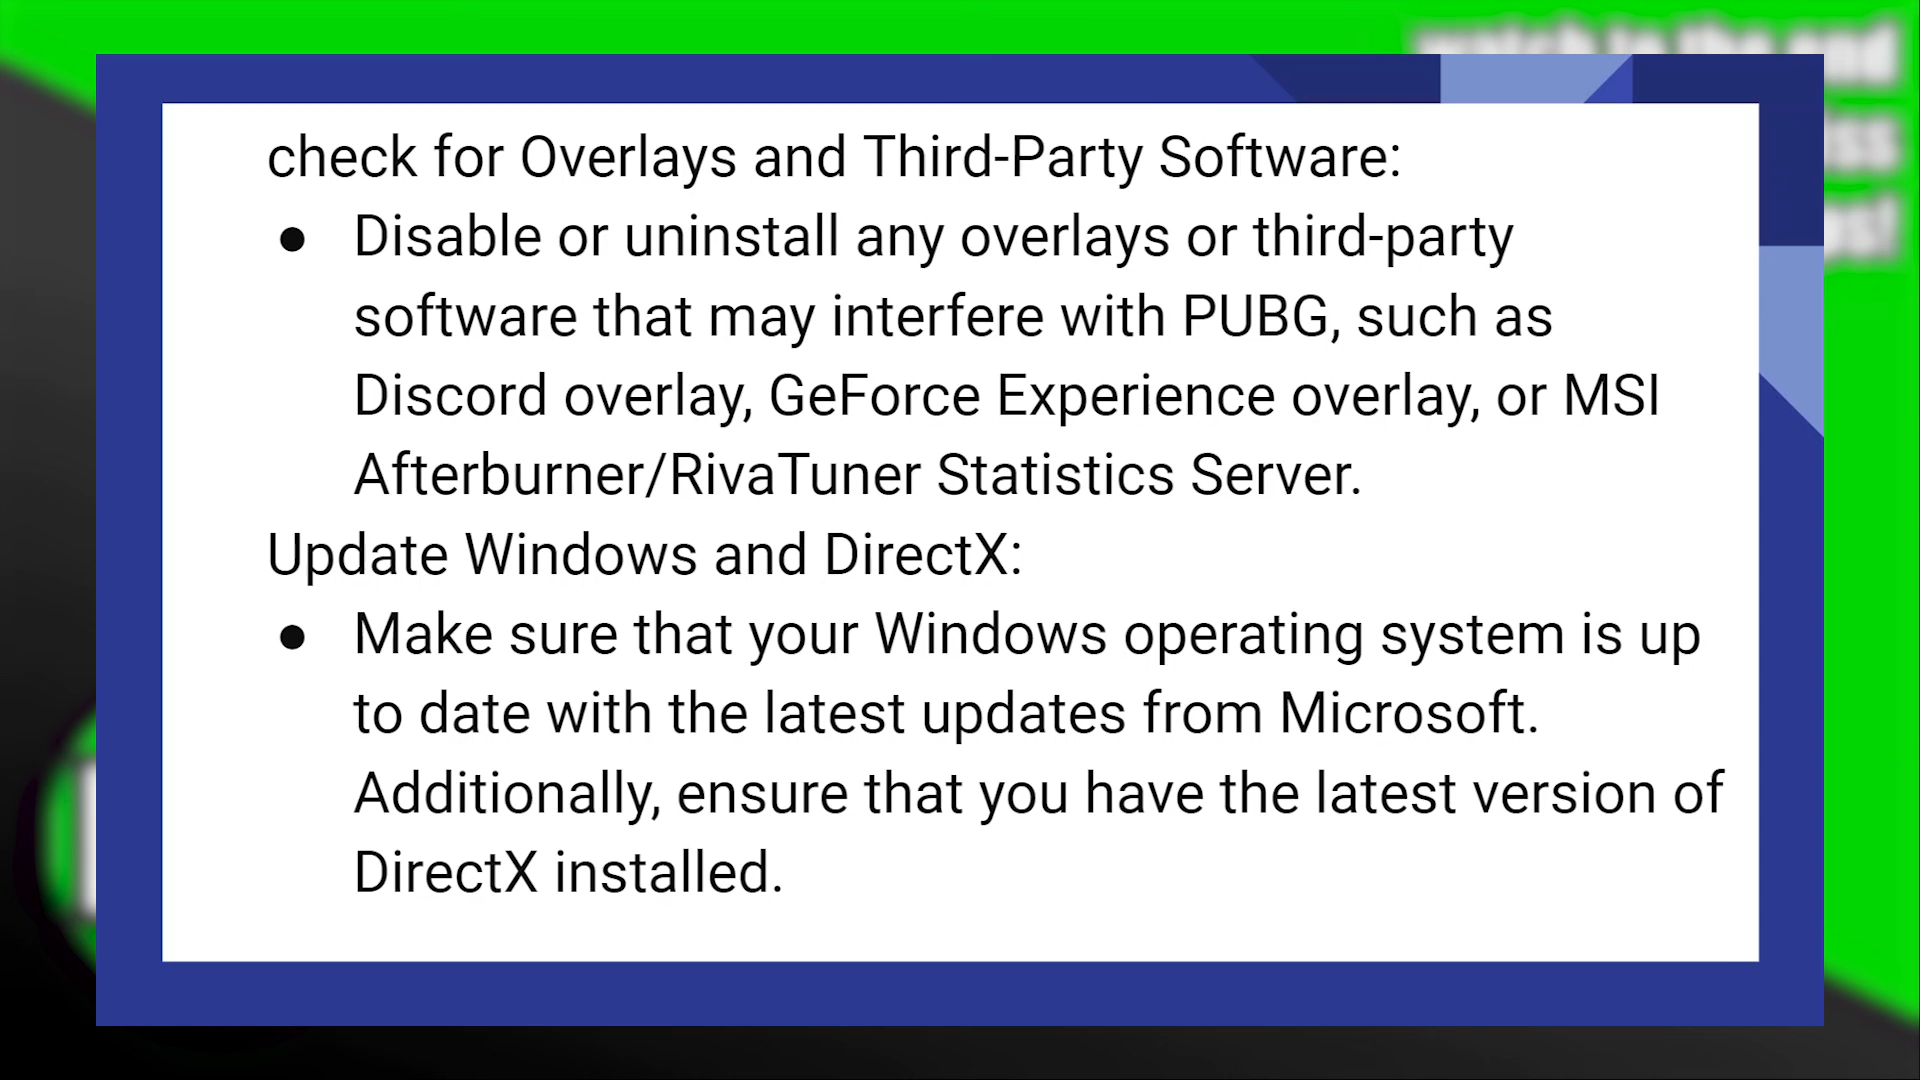 check for Overlays and Third-Party Software:
● Disable or uninstall any overlays or third-party
software that may interfere with PUBG, such as
Discord overlay, GeForce Experience overlay, or MSI
Afterburner/RivaTuner Statistics Server.
Update Windows and DirectX:
● Make sure that your Windows operating system is up
to date with the latest updates from Microsoft.
Additionally, ensure that you have the latest version of
DirectX installed.